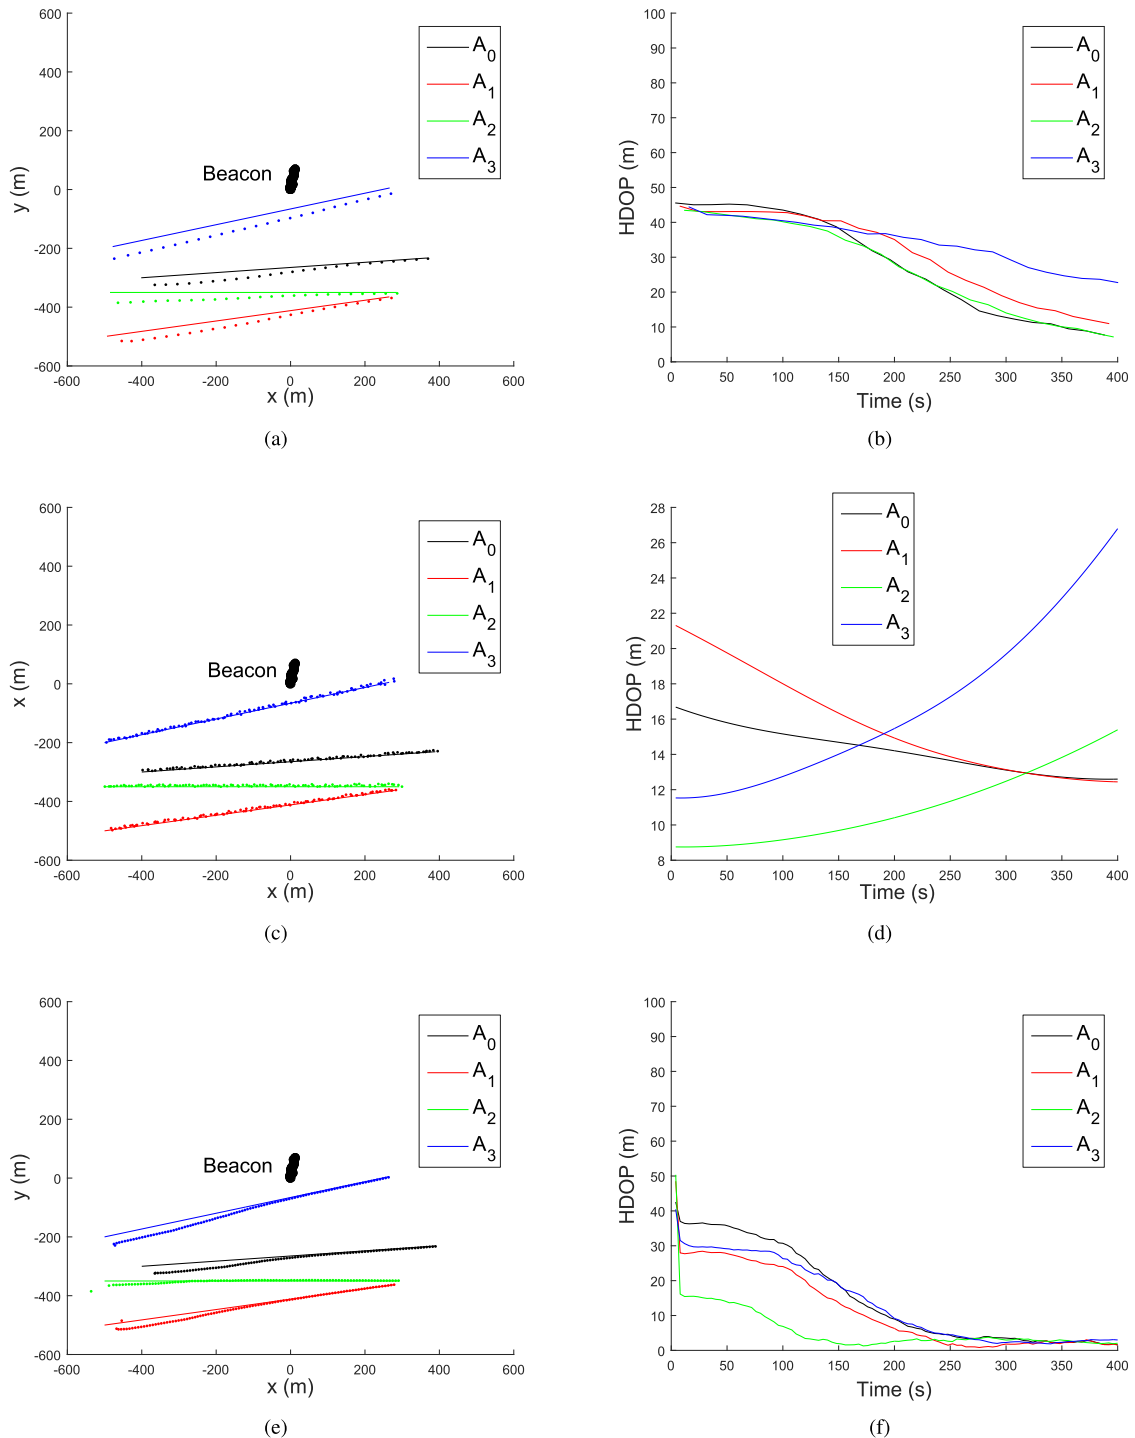 600
400
200
0
-200
-400
-600
-600 -400 -200 0 200 400 600
x (m)
y (m)
Beacon
A0
A1
A2
A3
(a)
100
90
80
70
60
50
40
30
20
10
0
0 50 100 150 200 250 300 350 400
Time (s)
HDOP (m)
A0
A1
A2
A3
(b)
600
400
200
0
-200
-400
-600
-600 -400 -200 0 200 400 600
x (m)
x (m)
Beacon
A0
A1
A2
A3
(c)
28
26
24
22
20
18
16
14
12
10
8
0 50 100 150 200 250 300 350 400
Time (s)
HDOP (m)
A0
A1
A2
A3
(d)
600
400
200
0
-200
-400
-600
-600 -400 -200 0 200 400 600
x (m)
y (m)
Beacon
A0
A1
A2
A3
(e)
100
90
80
70
60
50
40
30
20
10
0
0 50 100 150 200 250 300 350 400
Time (s)
HDOP (m)
A0
A1
A2
A3
(f)